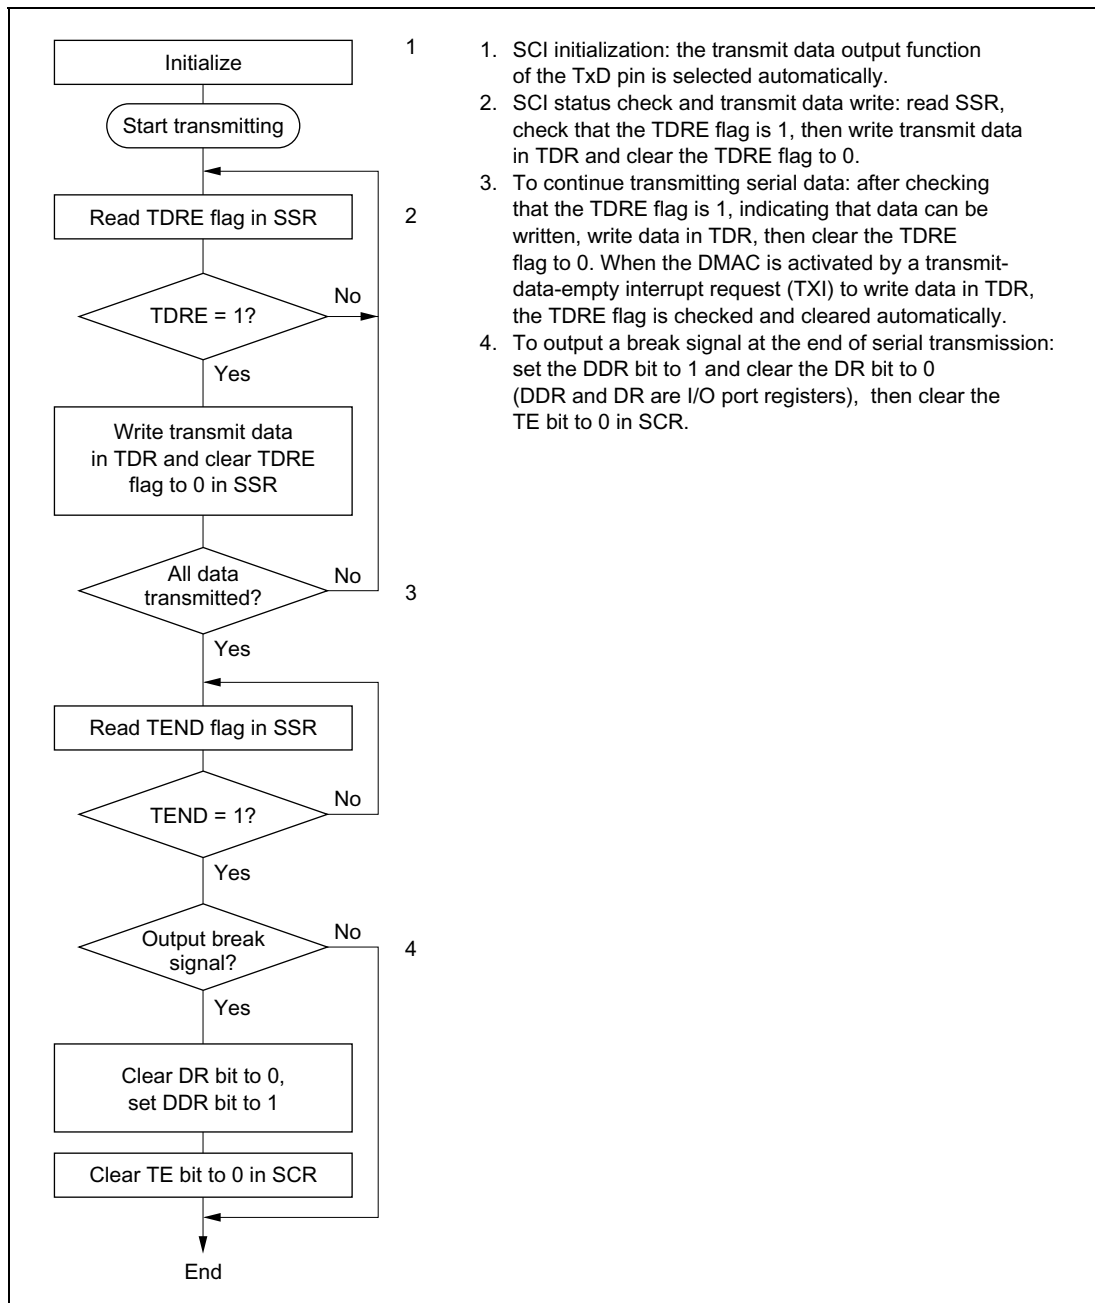 Initialize
1
Start transmitting
Read TDRE flag in SSR
2
TDRE = 1?
No
Yes
Write transmit data
in TDR and clear TDRE
flag to 0 in SSR
All data
transmitted?
No
3
Yes
Read TEND flag in SSR
TEND = 1?
No
Yes
Output break
signal?
No
4
Yes
Clear DR bit to 0,
set DDR bit to 1
Clear TE bit to 0 in SCR
End
1. SCI initialization: the transmit data output function
of the TxD pin is selected automatically.
2. SCI status check and transmit data write: read SSR,
check that the TDRE flag is 1, then write transmit data
in TDR and clear the TDRE flag to 0.
3. To continue transmitting serial data: after checking
that the TDRE flag is 1, indicating that data can be
written, write data in TDR, then clear the TDRE
flag to 0. When the DMAC is activated by a transmit-
data-empty interrupt request (TXI) to write data in TDR,
the TDRE flag is checked and cleared automatically.
4. To output a break signal at the end of serial transmission:
set the DDR bit to 1 and clear the DR bit to 0
(DDR and DR are I/O port registers), then clear the
TE bit to 0 in SCR.